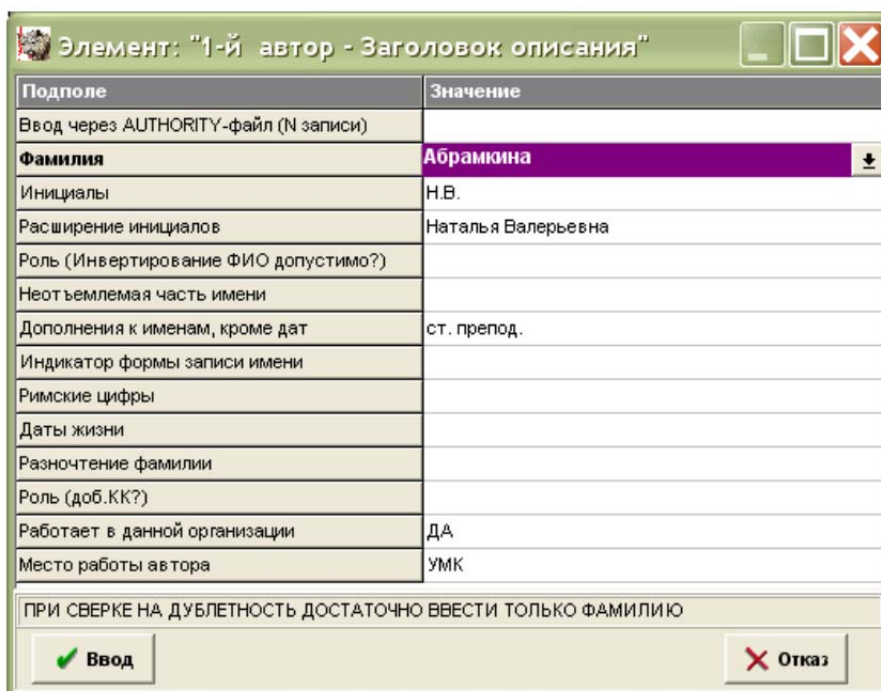 Элемент: "1-й автор - Заголовок описания"
Подполе Значение
Ввод через AUTHORITY-файл (N записи)
Фамилия Абрамкина
Инициалы Н.В.
Расширение инициалов Наталья Валерьевна
Роль (Инвертирование ФИО допустимо?)
Неотъемлемая часть имени
Дополнения к именам, кроме дат ст. препод.
Индикатор формы записи имени
Римские цифры
Даты жизни
Разночтение фамилии
Роль (доб.КК?)
Работает в данной организации ДА
Место работы автора УМК
ПРИ СВЕРКЕ НА ДУБЛЕТНОСТЬ ДОСТАТОЧНО ВВЕСТИ ТОЛЬКО ФАМИЛИЮ
Ввод Отказ